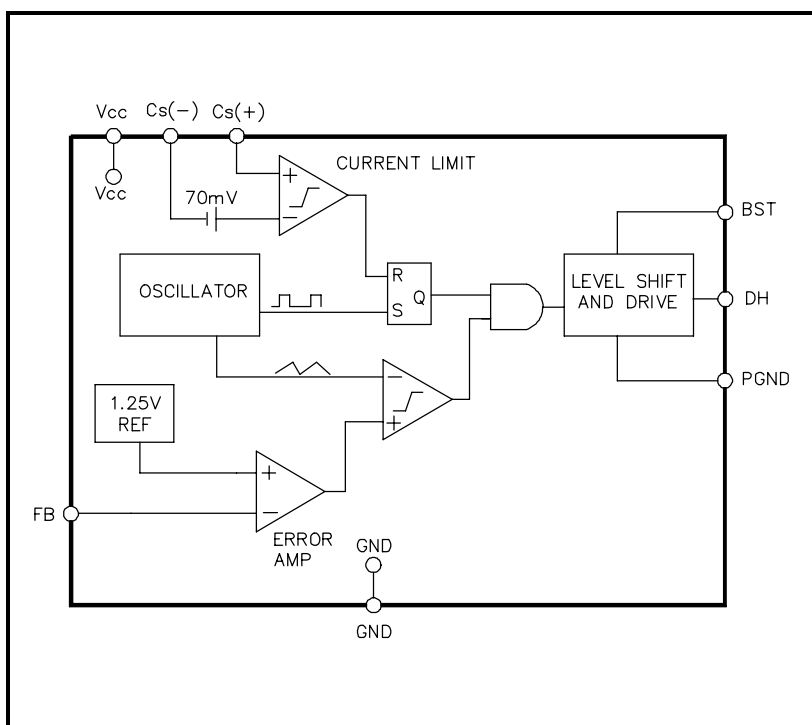 Vcc
Cs(-)
Cs(+)
Vcc
70mV
+
-
CURRENT LIMIT
OSCILLATOR
R
S
Q
LEVEL SHIFT
AND DRIVE
BST
DH
PGND
1.25V
REF
-
+
+
-
FB
ERROR
AMP
GND
GND